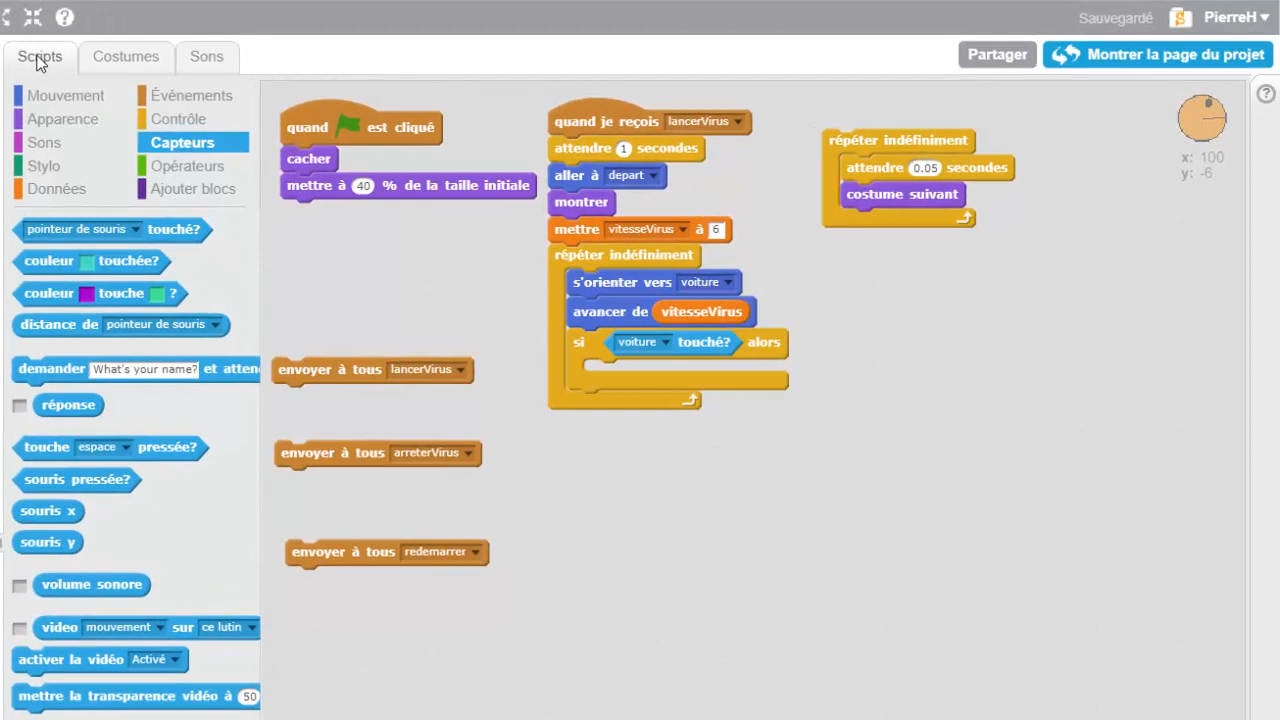 Sauvegardé PierreH
Scripts Costumes Sons
Partager Montrer la page du projet
Mouvement Événements
Apparence Contrôle
Sons Capteurs
Stylo Opérateurs
Données Ajouter blocs
pointeur de souris touché?
couleur touchée?
couleur touche ?
distance de pointeur de souris
demander What's your name? et atten
réponse
touche espace pressée?
souris pressée?
souris x
souris y
volume sonore
video mouvement sur ce lutin
activer la vidéo Activé
mettre la transparence vidéo à 50
quand est cliqué
cacher
mettre à 40 % de la taille initiale
envoyer à tous lancerVirus
envoyer à tous arreterVirus
envoyer à tous redemarrer
quand je reçois lancerVirus
attendre 1 secondes
aller à depart
montrer
mettre vitesseVirus à 6
répéter indéfiniment
s'orienter vers voiture
avancer de vitesseVirus
si voiture touché? alors
répéter indéfiniment
attendre 0.05 secondes
costume suivant
x: 100
y: -6